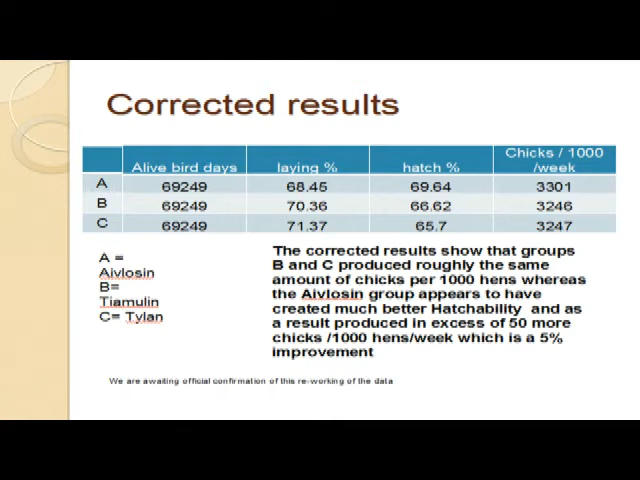 Corrected results
Alive bird days laying % hatch % Chicks / 1000 /week
A 69249 68.45 69.64 3301
B 69249 70.36 66.62 3246
C 69249 71.37 65.7 3247
A =
Aivlosin
B=
Tiamulin
C= Tylan
The corrected results show that groups
B and C produced roughly the same
amount of chicks per 1000 hens whereas
the Aivlosin group appears to have
created much better Hatchability and as
a result produced in excess of 50 more
chicks /1000 hens/week which is a 5%
improvement
We are awaiting official confirmation of this re-working of the data